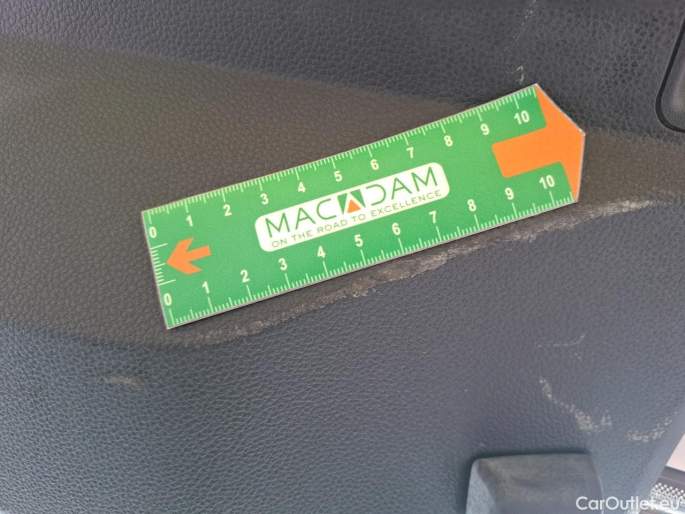 0 1 2 3 4 5 6 7 8 9 10
MACADAM
ON THE ROAD TO EXCELLENCE
0 1 2 3 4 5 6 7 8 9 10
CarOutlet.eu